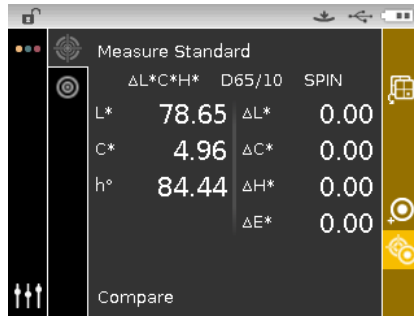 Measure Standard
ΔL*C*H* D65/10 SPIN
L* 78.65 ΔL* 0.00
C* 4.96 ΔC* 0.00
h° 84.44 ΔH* 0.00
ΔE* 0.00
Compare